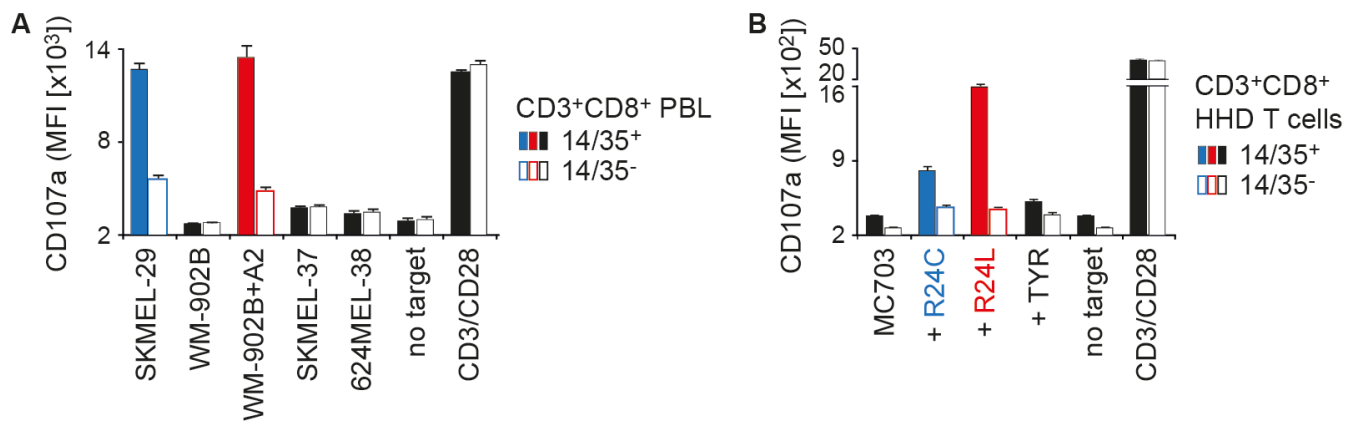 A
CD107a (MFI [x10³])
14
8
2
SKMEL-29
WM-902B
WM-902B+A2
SKMEL-37
624MEL-38
no target
CD3/CD28
CD3⁺CD8⁺ PBL
14/35⁺
14/35⁻
B
CD107a (MFI [x10²])
50
20
16
9
2
MC703
+ R24C
+ R24L
+ TYR
no target
CD3/CD28
CD3⁺CD8⁺
HHD T cells
14/35⁺
14/35⁻